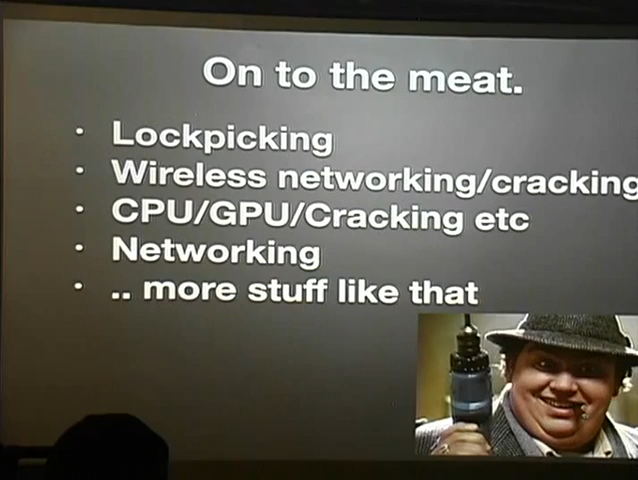 On to the meat.
• Lockpicking
• Wireless networking/cracking
• CPU/GPU/Cracking etc
• Networking
• .. more stuff like that